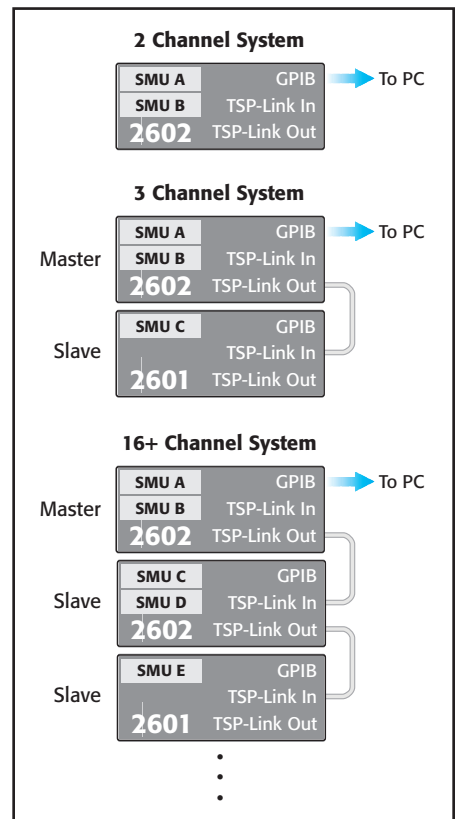 2 Channel System
SMU A GPIB To PC
SMU B TSP-Link In
2602 TSP-Link Out
3 Channel System
SMU A GPIB To PC
Master SMU B TSP-Link In
2602 TSP-Link Out
SMU C GPIB
Slave TSP-Link In
2601 TSP-Link Out
16+ Channel System
SMU A GPIB To PC
Master SMU B TSP-Link In
2602 TSP-Link Out
SMU C GPIB
Slave SMU D TSP-Link In
2602 TSP-Link Out
SMU E GPIB
Slave TSP-Link In
2601 TSP-Link Out